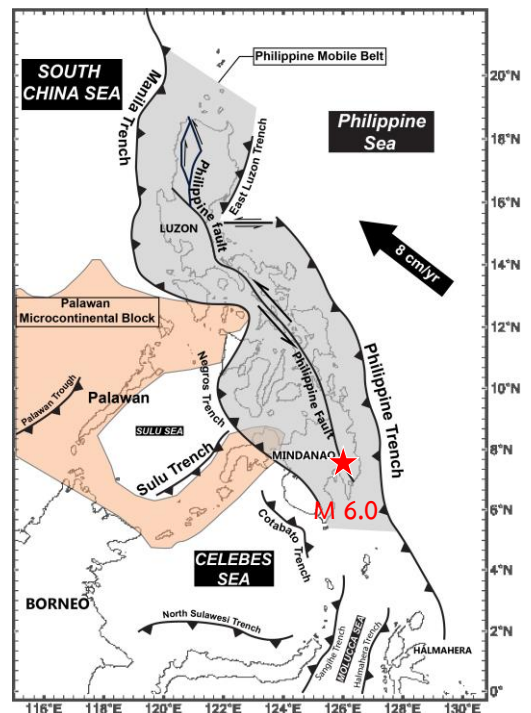 Philippine Mobile Belt
SOUTH
CHINA SEA
Manila Trench
20°N
Philippine
Sea
18°N
East Luzon Trench
Philippine fault
LUZON
16°N
8 cm/yr
14°N
Palawan
Microcontinental Block
12°N
Philippine Trench
Negros Trench
Philippine Fault
Palawan Trough
Palawan
10°N
SULU SEA
MINDANAO
8°N
Sulu Trench
M 6.0
6°N
Cotabato Trench
CELEBES
SEA
4°N
BORNEO
North Sulawesi Trench
2°N
Sangihe Trench
MOLUCCA SEA
Halmahera Trench
HALMAHERA
0°
116°E 118°E 120°E 122°E 124°E 126°E 128°E 130°E